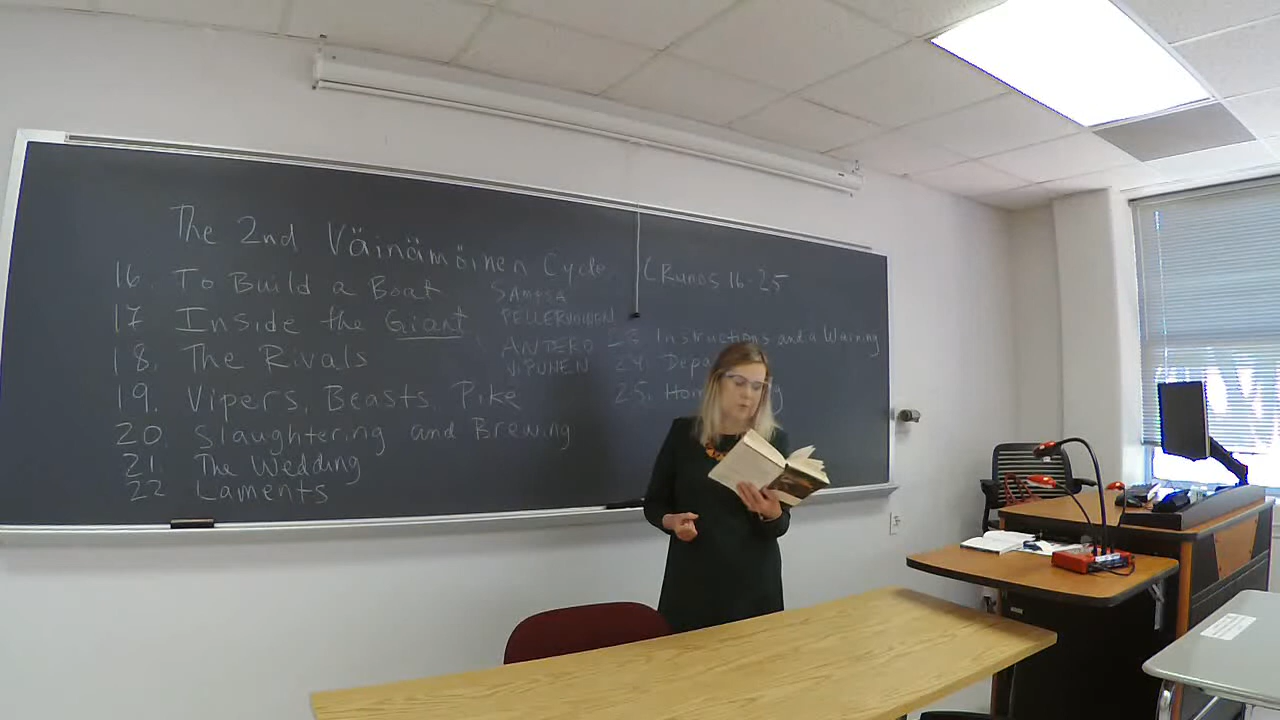 The 2nd Väinämöinen Cycle (Runos 16-25
16. To Build a Boat
17 Inside the Giant
18. The Rivals
19. Vipers, Beasts, Pike
20. Slaughtering and
21. The Wedding
22 Laments
SAMPSA
PELLERVOINEN
ANTERO
23. Instructions and a Warning
24.
25.